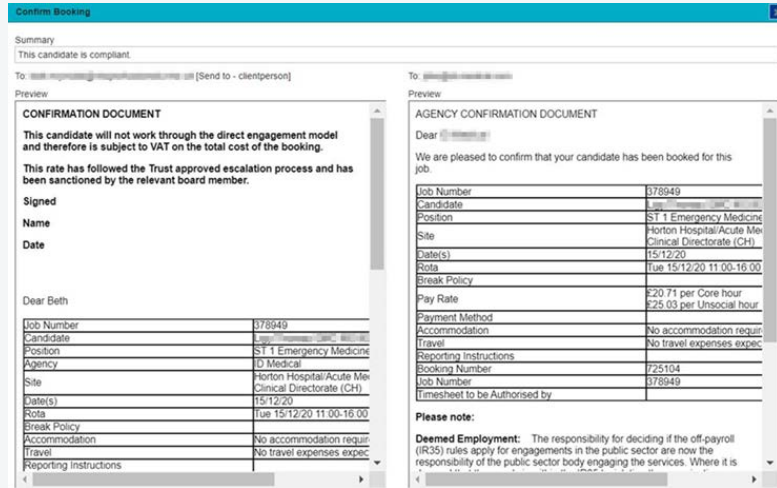 Confirm Booking
Summary
This candidate is compliant.
To: [Send to - clientperson]
Preview
CONFIRMATION DOCUMENT
This candidate will not work through the direct engagement model
and therefore is subject to VAT on the total cost of the booking.
This rate has followed the Trust approved escalation process and has
been sanctioned by the relevant board member.
Signed
Name
Date
Dear Beth
Job Number 378949
Candidate
Position ST 1 Emergency Medicine
Agency ID Medical
Site Horton Hospital/Acute Me
Clinical Directorate (CH)
Date(s) 15/12/20
Rota Tue 15/12/20 11:00-16:00
Break Policy
Accommodation No accommodation requir
Travel No travel expenses expec
Reporting Instructions
To:
Preview
AGENCY CONFIRMATION DOCUMENT
Dear
We are pleased to confirm that your candidate has been booked for this
job.
Job Number 378949
Candidate
Position ST 1 Emergency Medicine
Site Horton Hospital/Acute Me
Clinical Directorate (CH)
Date(s) 15/12/20
Rota Tue 15/12/20 11:00-16:00
Break Policy
Pay Rate £20.71 per Core hour
£25.03 per Unsocial hour
Payment Method
Accommodation No accommodation requir
Travel No travel expenses expec
Reporting Instructions
Booking Number 725104
Job Number 378949
Timesheet to be Authorised by
Please note:
Deemed Employment: The responsibility for deciding if the off-payroll
(IR35) rules apply for engagements in the public sector are now the
responsibility of the public sector body engaging the services. Where it is